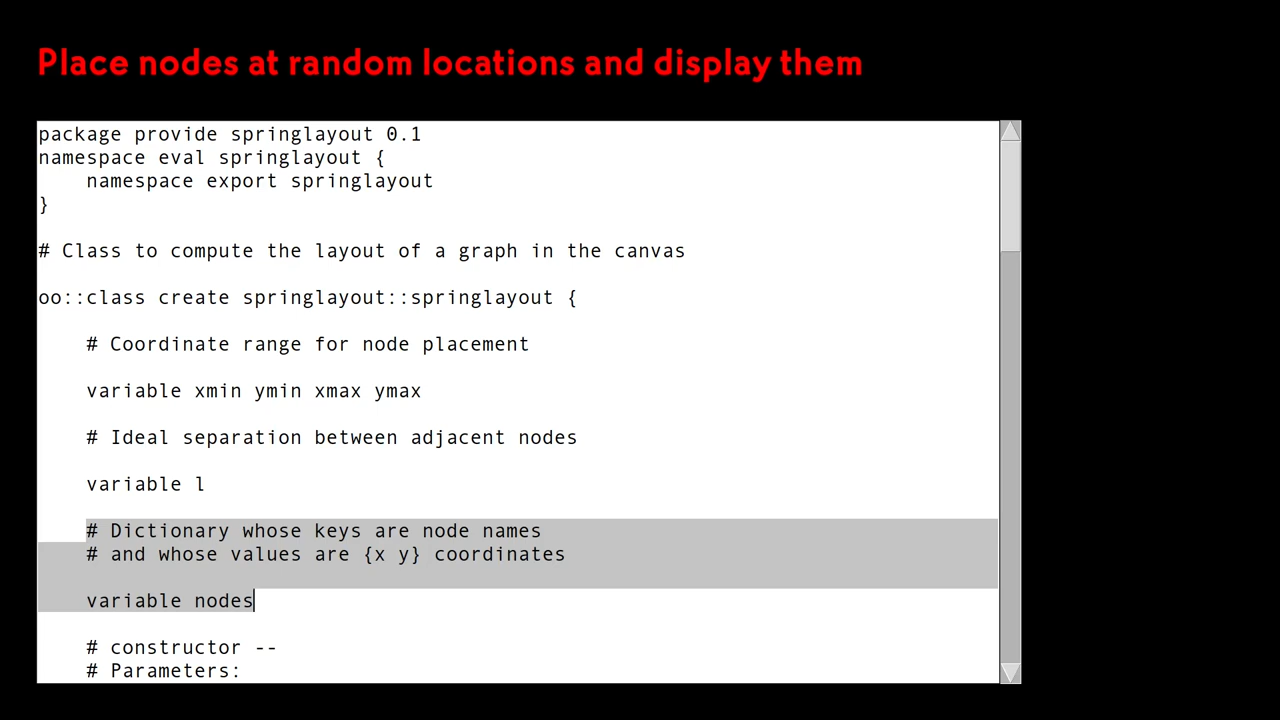 Place nodes at random locations and display them
package provide springlayout 0.1
namespace eval springlayout {
    namespace export springlayout
}
# Class to compute the layout of a graph in the canvas
oo::class create springlayout::springlayout {
    # Coordinate range for node placement
    variable xmin ymin xmax ymax
    # Ideal separation between adjacent nodes
    variable l
    # Dictionary whose keys are node names
    # and whose values are {x y} coordinates
    variable nodes
    # constructor --
    # Parameters: